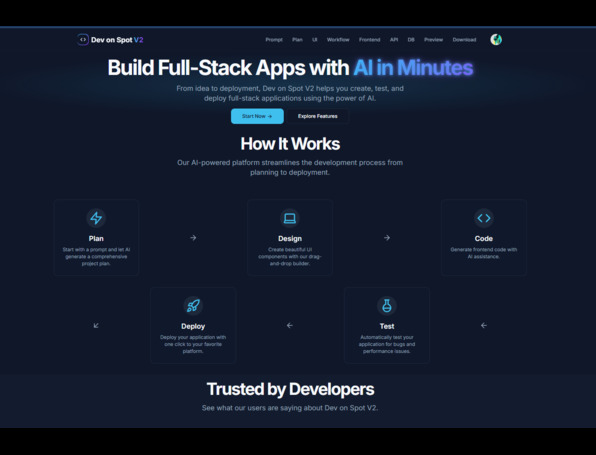 Dev on Spot V2
Prompt Plan UI Workflow Frontend API DB Preview Download
Build Full-Stack Apps with AI in Minutes
From idea to deployment, Dev on Spot V2 helps you create, test, and
deploy full-stack applications using the power of AI.
Start Now →
Explore Features
How It Works
Our AI-powered platform streamlines the development process from
planning to deployment.
Plan
Start with a prompt and let AI
generate a comprehensive
project plan.
Design
Create beautiful UI
components with our drag-
and-drop builder.
Code
Generate frontend code with
AI assistance.
Deploy
Deploy your application with
one click to your favorite
platform.
Test
Automatically test your
application for bugs and
performance issues.
Trusted by Developers
See what our users are saying about Dev on Spot V2.